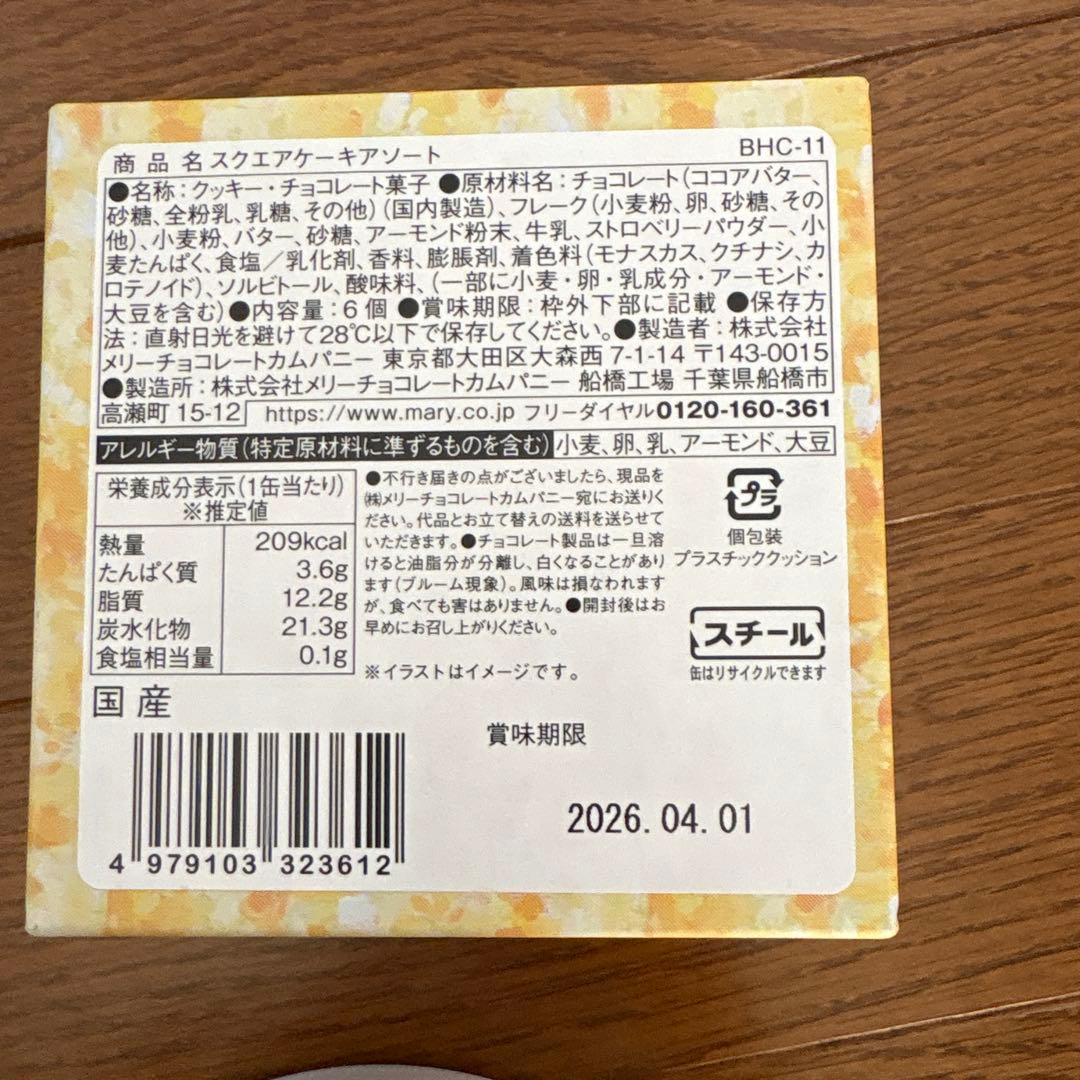 商品名 スクエアケーキアソート BHC-11
●名称：クッキー・チョコレート菓子 ●原材料名：チョコレート（ココアバター、
砂糖、全粉乳、乳糖、その他）（国内製造）、フレーク（小麦粉、卵、砂糖、その
他）、小麦粉、バター、砂糖、アーモンド粉末、牛乳、ストロベリーパウダー、小
麦たんぱく、食塩／乳化剤、香料、膨脹剤、着色料（モナスカス、クチナシ、カ
ロテノイド）、ソルビトール、酸味料、（一部に小麦・卵・乳成分・アーモンド・
大豆を含む）●内容量：6個 ●賞味期限：枠外下部に記載 ●保存方
法：直射日光を避けて28℃以下で保存してください。●製造者：株式会社
メリーチョコレートカムパニー 東京都大田区大森西 7-1-14 〒143-0015
●製造所：株式会社メリーチョコレートカムパニー 船橋工場 千葉県船橋市
高瀬町 15-12 https://www.mary.co.jp フリーダイヤル0120-160-361
アレルギー物質（特定原材料に準ずるものを含む） 小麦、卵、乳、アーモンド、大豆
栄養成分表示（1缶当たり）
※推定値
熱量 209kcal
たんぱく質 3.6g
脂質 12.2g
炭水化物 21.3g
食塩相当量 0.1g
●不行き届きの点がございましたら、現品を
㈱メリーチョコレートカムパニー宛にお送りく
ださい。代品とお立て替えの送料を送らせて
いただきます。●チョコレート製品は一旦溶
けると油脂分が分離し、白くなることがあり
ます（ブルーム現象）。風味は損なわれます
が、食べても害はありません。●開封後はお
早めにお召し上がりください。
※イラストはイメージです。
プラ
個包装
プラスチッククッション
スチール
缶はリサイクルできます
国産
賞味期限
2026.04.01
4 979103 323612